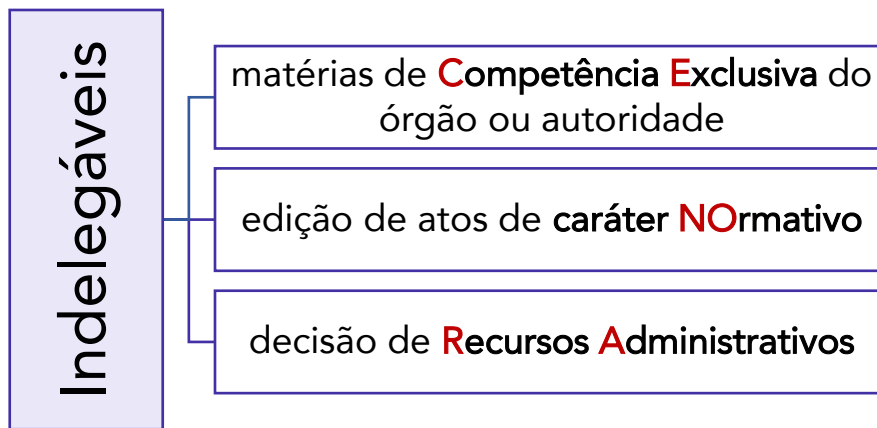 Indelegáveis
matérias de Competência Exclusiva do
órgão ou autoridade
edição de atos de caráter NOrmativo
decisão de Recursos Administrativos